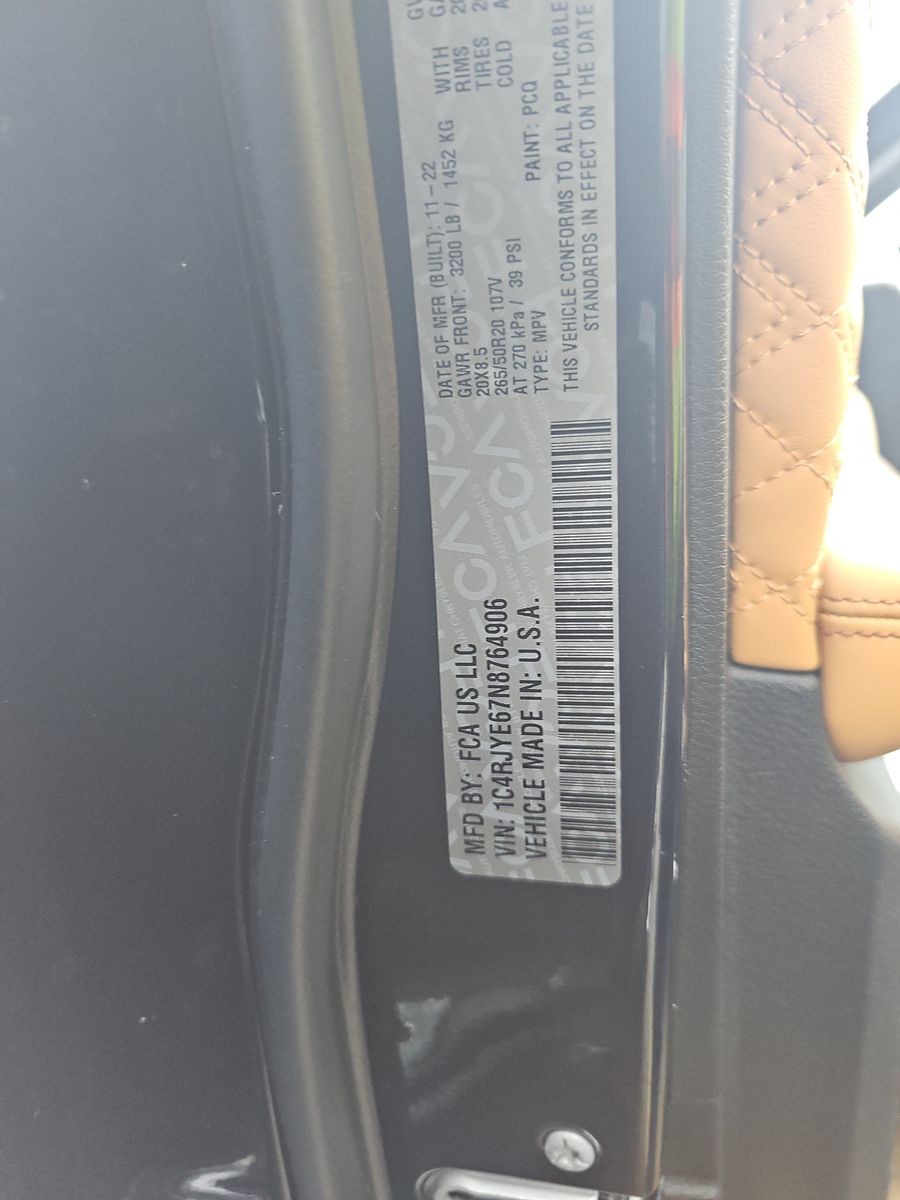 MFD BY: FCA US LLC
VIN: 1C4RJYE67N8764906
VEHICLE MADE IN: U.S.A.
DATE OF MFR (BUILT): 11-22
GAWR FRONT: 3200 LB / 1452 KG WITH
20X8.5 RIMS
265/50R20 107V TIRES
AT 270 kPa / 39 PSI COLD
TYPE: MPV PAINT: PCQ
THIS VEHICLE CONFORMS TO ALL APPLICABLE
STANDARDS IN EFFECT ON THE DATE
FCA